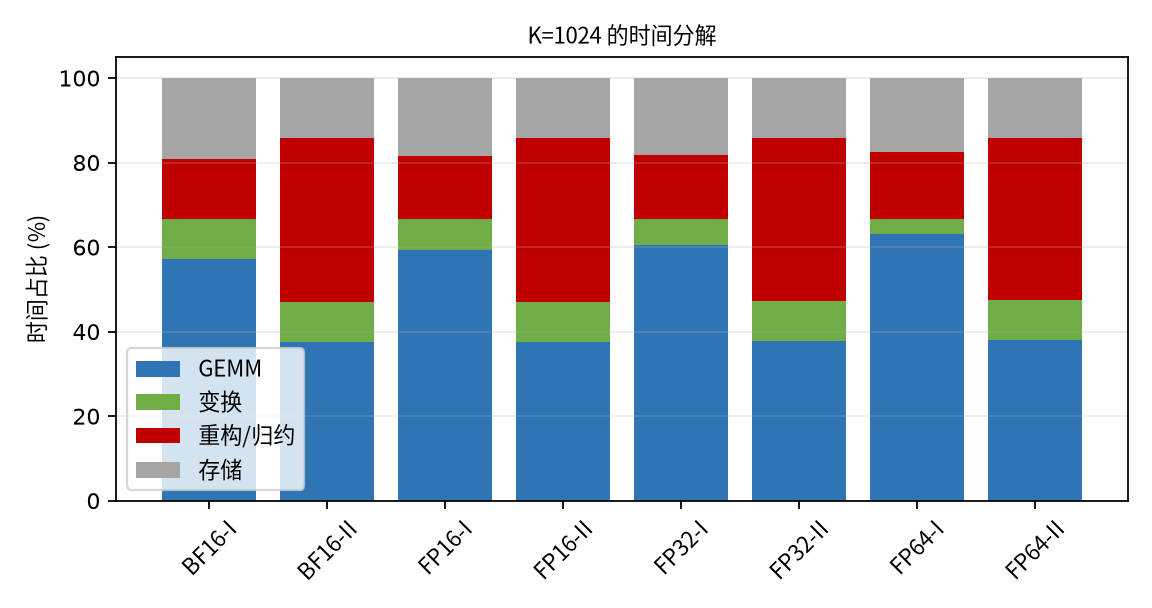 K=1024 的时间分解
时间占比 (%)
100
80
60
40
20
0
GEMM
变换
重构/归约
存储
BF16-I
BF16-II
FP16-I
FP16-II
FP32-I
FP32-II
FP64-I
FP64-II